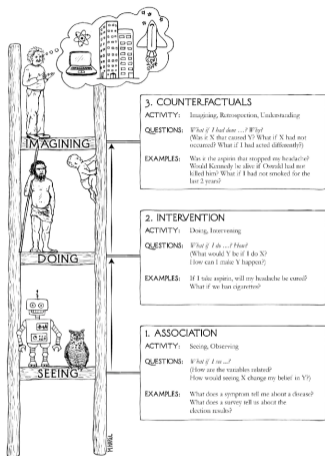 3. COUNTERFACTUALS
ACTIVITY: Imagining, Retrospection, Understanding
QUESTIONS: What if I had done ...? Why?
(Was it X that caused Y? What if X had not
occurred? What if I had acted differently?)
EXAMPLES: Was it the aspirin that stopped my headache?
Would Kennedy be alive if Oswald had not
killed him? What if I had not smoked for the
last 2 years?
IMAGINING
2. INTERVENTION
ACTIVITY: Doing, Intervening
QUESTIONS: What if I do ...? How?
(What would Y be if I do X?
How can I make Y happen?)
EXAMPLES: If I take aspirin, will my headache be cured?
What if we ban cigarettes?
DOING
1. ASSOCIATION
ACTIVITY: Seeing, Observing
QUESTIONS: What if I see ...?
(How are the variables related?
How would seeing X change my belief in Y?)
EXAMPLES: What does a symptom tell me about a disease?
What does a survey tell us about the
election results?
SEEING